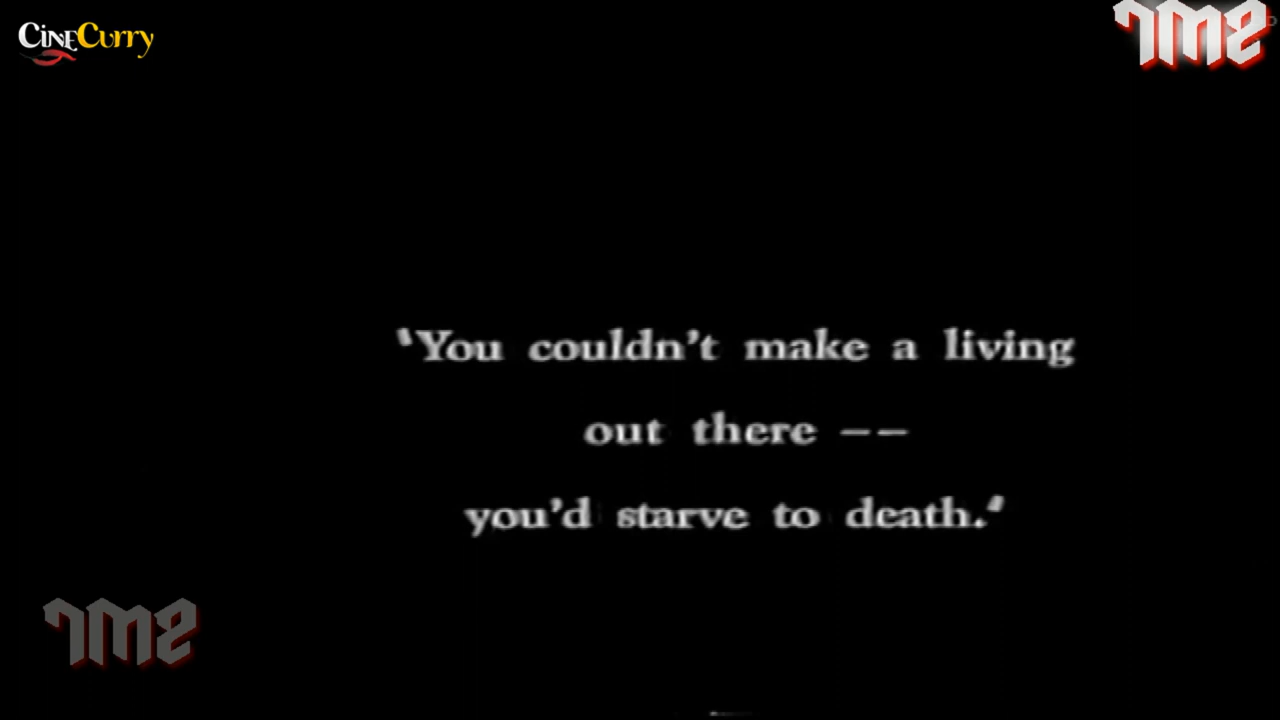 CineCurry
'You couldn't make a living
out there --
you'd starve to death.'